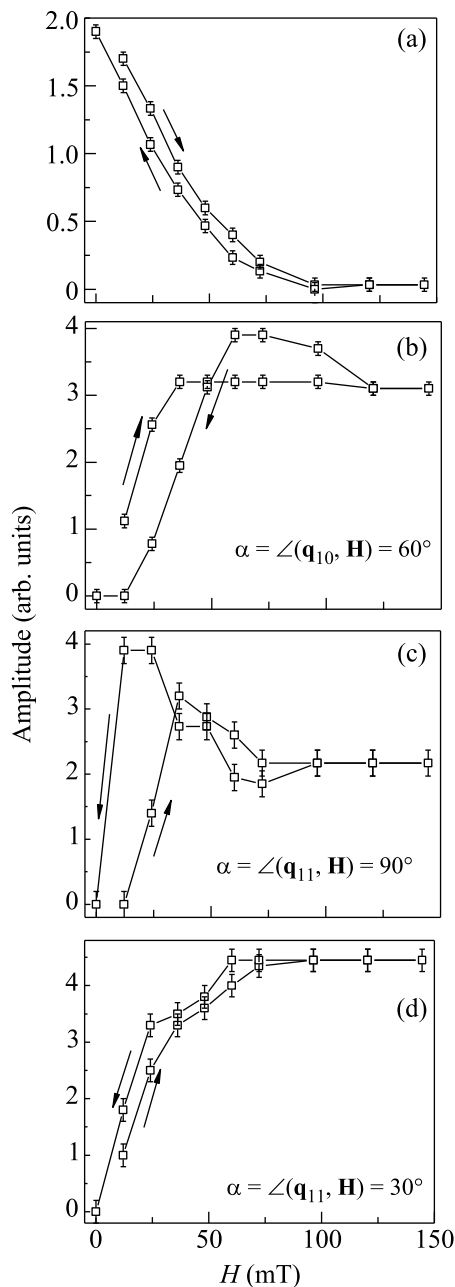 (a)
2.0
1.5
1.0
0.5
0
(b)
4
3
2
1
0
α = ∠(q₁₀, H) = 60°
Amplitude (arb. units)
(c)
4
3
2
1
0
α = ∠(q₁₁, H) = 90°
(d)
4
3
2
1
0
α = ∠(q₁₁, H) = 30°
0 50 100 150
H (mT)